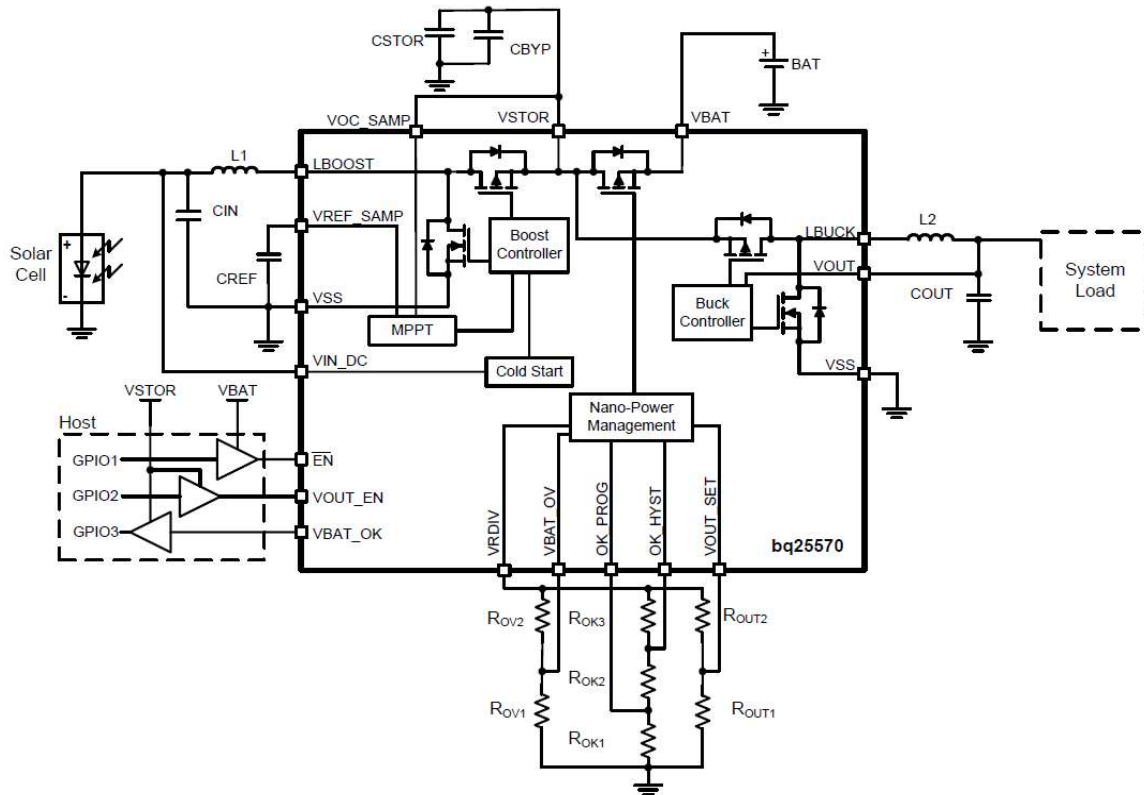 CSTOR
CBYP
+
BAT
VOC_SAMP
VSTOR
VBAT
L1
LBOOST
CIN
VREF_SAMP
Boost
Controller
L2
LBUCK
Solar
Cell
+
-
CREF
VSS
MPPT
VOUT
Buck
Controller
COUT
System
Load
VIN_DC
Cold Start
VSS
VSTOR
VBAT
Host
Nano-Power
Management
GPIO1
EN
GPIO2
VOUT_EN
GPIO3
VBAT_OK
VRDIV
VBAT_OV
OK_PROG
OK_HYST
VOUT_SET
bq25570
ROV2
ROK3
ROUT2
ROK2
ROV1
ROUT1
ROK1